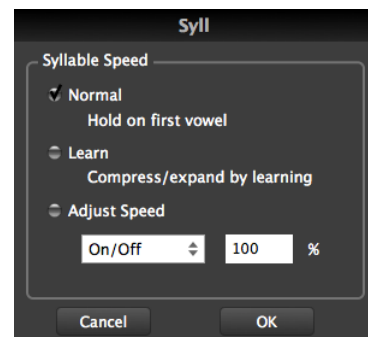 Syll
Syllable Speed
Normal
Hold on first vowel
Learn
Compress/expand by learning
Adjust Speed
On/Off 100 %
Cancel OK